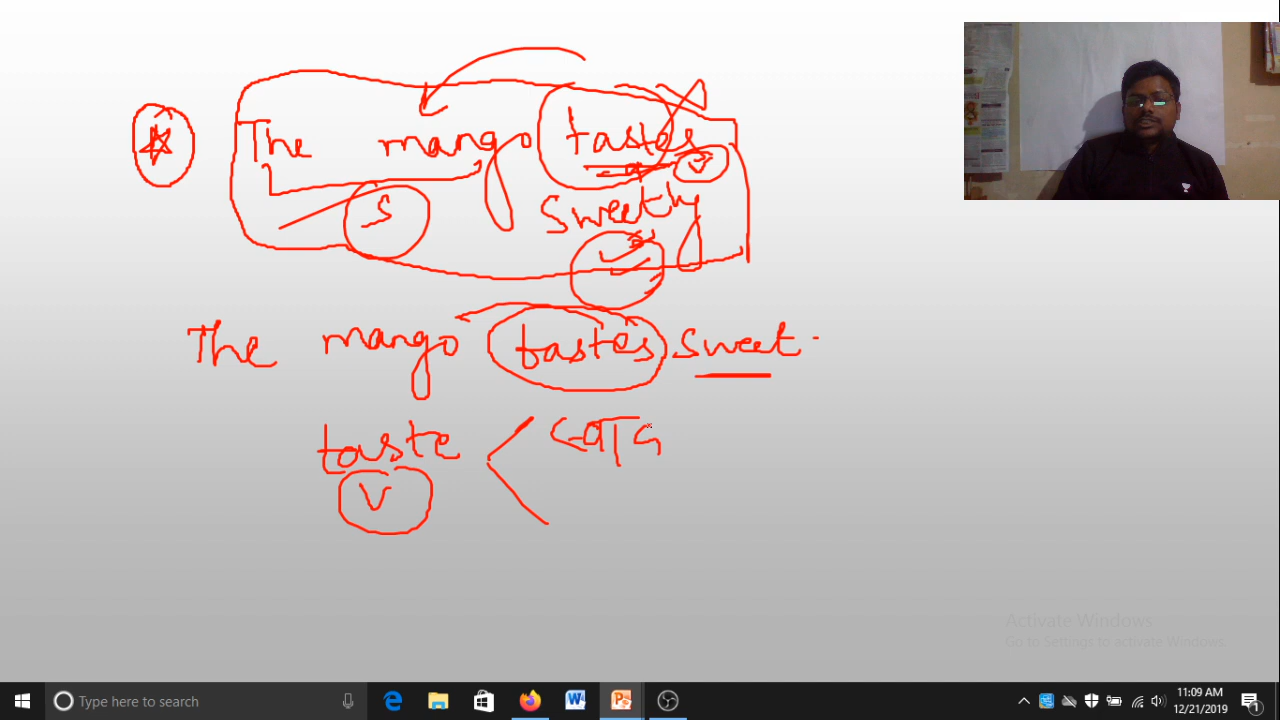 The mango tastes
V
S
Sweetly
The mango tastes sweet.
taste
V
Activate Windows
Go to Settings to activate Windows.
Type here to search
11:09 AM
12/21/2019